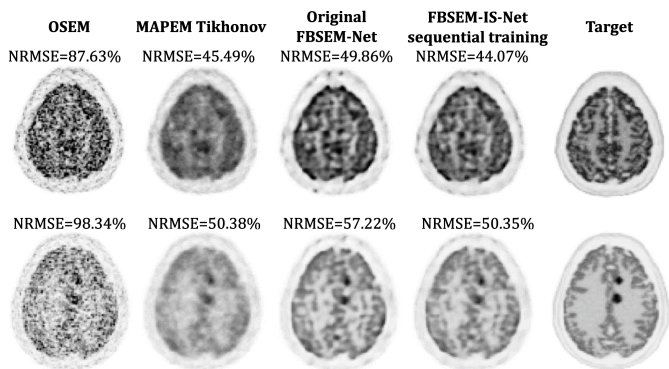 OSEM
MAPEM Tikhonov
Original
FBSEM-Net
FBSEM-IS-Net
sequential training
Target
NRMSE=87.63%
NRMSE=45.49%
NRMSE=49.86%
NRMSE=44.07%
NRMSE=98.34%
NRMSE=50.38%
NRMSE=57.22%
NRMSE=50.35%